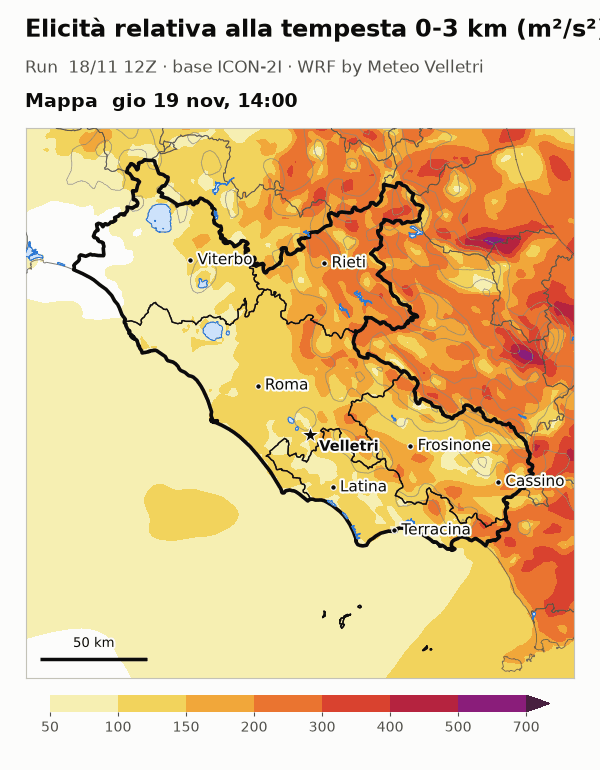 Elicità relativa alla tempesta 0-3 km (m²/s²)
Run 18/11 12Z · base ICON-2I · WRF by Meteo Velletri
Mappa gio 19 nov, 14:00
Viterbo
Rieti
Roma
Velletri
Frosinone
Cassino
Latina
Terracina
50 km
50 100 150 200 300 400 500 700